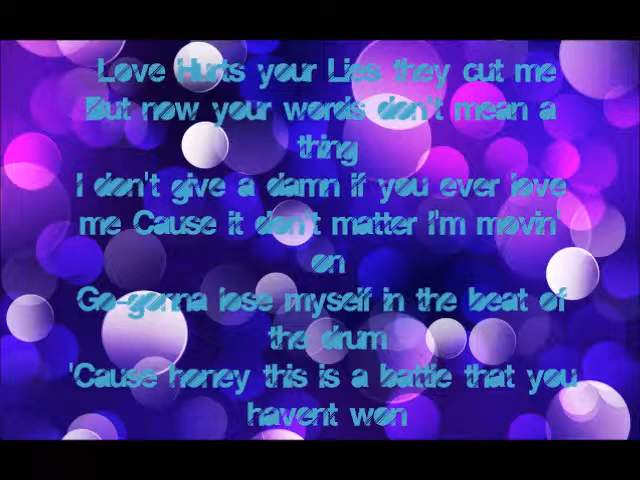 Love Hurts your Lies they cut me
But now your words don't mean a
thing
I don't give a damn if you ever love
me Cause it don't matter I'm movin'
on
Go-gonna lose myself in the beat of
the drum
'Cause honey this is a battle that you
havent won